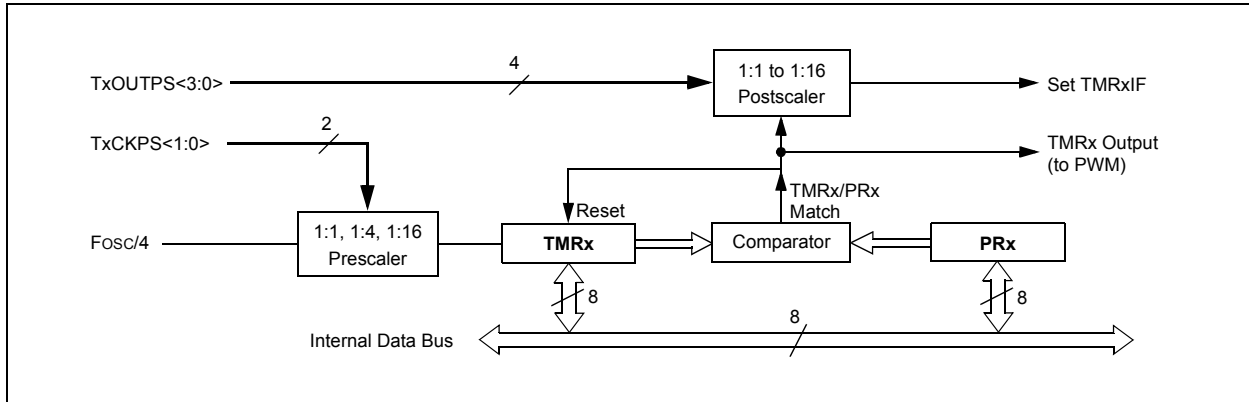 TxOUTPS<3:0>
4
1:1 to 1:16
Postscaler
Set TMRxIF
TxCKPS<1:0>
2
TMRx Output
(to PWM)
TMRx/PRx
Match
Reset
FOSC/4
1:1, 1:4, 1:16
Prescaler
TMRx
Comparator
PRx
8
8
8
Internal Data Bus